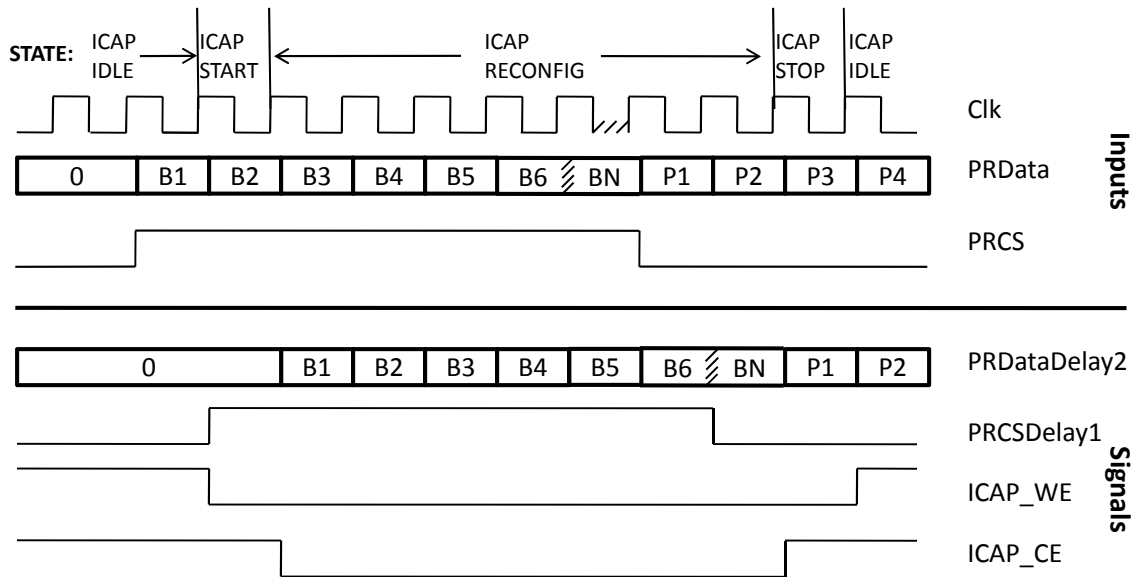 STATE: ICAP IDLE ICAP START ICAP RECONFIG ICAP STOP ICAP IDLE
Clk
0 B1 B2 B3 B4 B5 B6 BN P1 P2 P3 P4 PRData
PRCS
Inputs
0 B1 B2 B3 B4 B5 B6 BN P1 P2 PRDataDelay2
PRCSDelay1
ICAP_WE
ICAP_CE
Signals